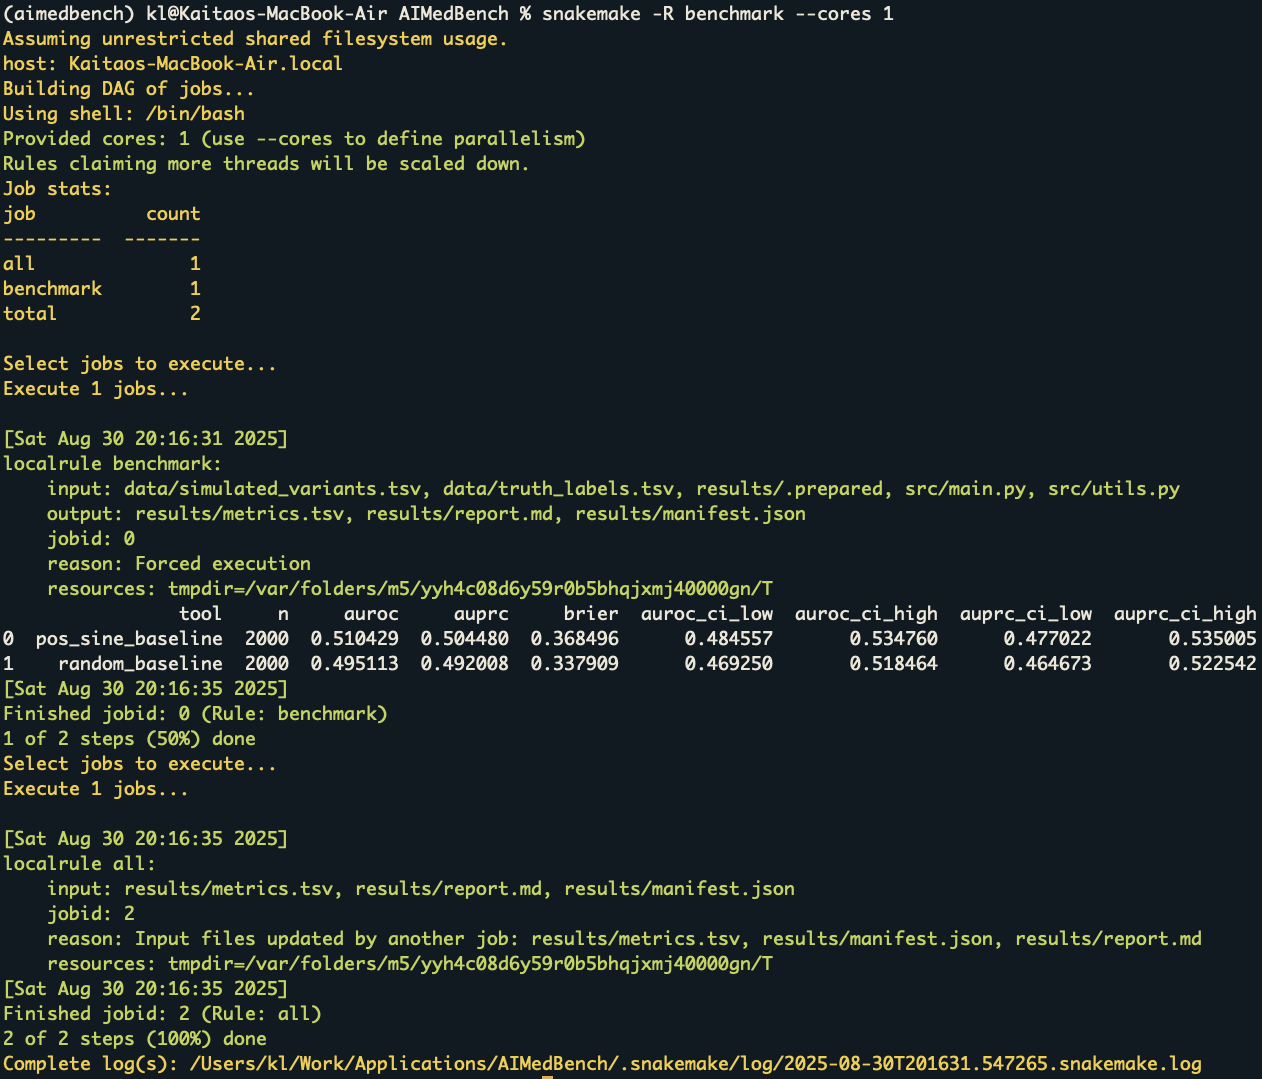 (aimedbench) kl@Kaitaos-MacBook-Air AIMedBench % snakemake -R benchmark --cores 1
Assuming unrestricted shared filesystem usage.
host: Kaitaos-MacBook-Air.local
Building DAG of jobs...
Using shell: /bin/bash
Provided cores: 1 (use --cores to define parallelism)
Rules claiming more threads will be scaled down.
Job stats:
job          count
---------  -------
all              1
benchmark        1
total            2

Select jobs to execute...
Execute 1 jobs...

[Sat Aug 30 20:16:31 2025]
localrule benchmark:
    input: data/simulated_variants.tsv, data/truth_labels.tsv, results/.prepared, src/main.py, src/utils.py
    output: results/metrics.tsv, results/report.md, results/manifest.json
    jobid: 0
    reason: Forced execution
    resources: tmpdir=/var/folders/m5/yyh4c08d6y59r0b5bhqjxmj40000gn/T
                tool     n     auroc     auprc     brier  auroc_ci_low  auroc_ci_high  auprc_ci_low  auprc_ci_high
0  pos_sine_baseline  2000  0.510429  0.504480  0.368496      0.484557       0.534760      0.477022       0.535005
1    random_baseline  2000  0.495113  0.492008  0.337909      0.469250       0.518464      0.464673       0.522542
[Sat Aug 30 20:16:35 2025]
Finished jobid: 0 (Rule: benchmark)
1 of 2 steps (50%) done
Select jobs to execute...
Execute 1 jobs...

[Sat Aug 30 20:16:35 2025]
localrule all:
    input: results/metrics.tsv, results/report.md, results/manifest.json
    jobid: 2
    reason: Input files updated by another job: results/metrics.tsv, results/manifest.json, results/report.md
    resources: tmpdir=/var/folders/m5/yyh4c08d6y59r0b5bhqjxmj40000gn/T
[Sat Aug 30 20:16:35 2025]
Finished jobid: 2 (Rule: all)
2 of 2 steps (100%) done
Complete log(s): /Users/kl/Work/Applications/AIMedBench/.snakemake/log/2025-08-30T201631.547265.snakemake.log